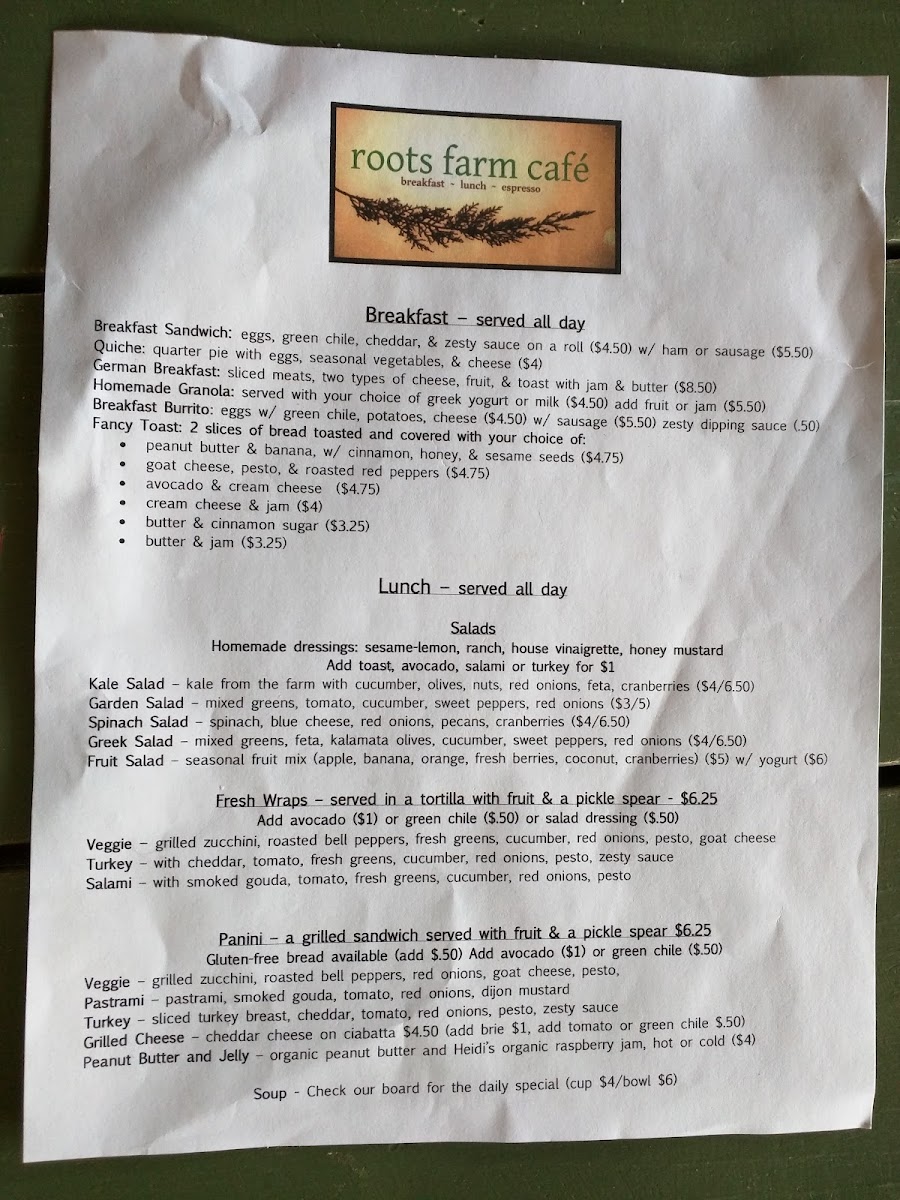 roots farm café
breakfast ~ lunch ~ espresso
Breakfast – served all day
Breakfast Sandwich: eggs, green chile, cheddar, & zesty sauce on a roll ($4.50) w/ ham or sausage ($5.50)
Quiche: quarter pie with eggs, seasonal vegetables, & cheese ($4)
German Breakfast: sliced meats, two types of cheese, fruit, & toast with jam & butter ($8.50)
Homemade Granola: served with your choice of greek yogurt or milk ($4.50) add fruit or jam ($5.50)
Breakfast Burrito: eggs w/ green chile, potatoes, cheese ($4.50) w/ sausage ($5.50) zesty dipping sauce (.50)
Fancy Toast: 2 slices of bread toasted and covered with your choice of:
• peanut butter & banana, w/ cinnamon, honey, & sesame seeds ($4.75)
• goat cheese, pesto, & roasted red peppers ($4.75)
• avocado & cream cheese ($4.75)
• cream cheese & jam ($4)
• butter & cinnamon sugar ($3.25)
• butter & jam ($3.25)
Lunch – served all day
Salads
Homemade dressings: sesame-lemon, ranch, house vinaigrette, honey mustard
Add toast, avocado, salami or turkey for $1
Kale Salad – kale from the farm with cucumber, olives, nuts, red onions, feta, cranberries ($4/6.50)
Garden Salad – mixed greens, tomato, cucumber, sweet peppers, red onions ($3/5)
Spinach Salad – spinach, blue cheese, red onions, pecans, cranberries ($4/6.50)
Greek Salad – mixed greens, feta, kalamata olives, cucumber, sweet peppers, red onions ($4/6.50)
Fruit Salad – seasonal fruit mix (apple, banana, orange, fresh berries, coconut, cranberries) ($5) w/ yogurt ($6)
Fresh Wraps – served in a tortilla with fruit & a pickle spear - $6.25
Add avocado ($1) or green chile ($.50) or salad dressing ($.50)
Veggie – grilled zucchini, roasted bell peppers, fresh greens, cucumber, red onions, pesto, goat cheese
Turkey – with cheddar, tomato, fresh greens, cucumber, red onions, pesto, zesty sauce
Salami – with smoked gouda, tomato, fresh greens, cucumber, red onions, pesto
Panini – a grilled sandwich served with fruit & a pickle spear $6.25
Gluten-free bread available (add $.50) Add avocado ($1) or green chile ($.50)
Veggie – grilled zucchini, roasted bell peppers, red onions, goat cheese, pesto,
Pastrami – pastrami, smoked gouda, tomato, red onions, dijon mustard
Turkey – sliced turkey breast, cheddar, tomato, red onions, pesto, zesty sauce
Grilled Cheese – cheddar cheese on ciabatta $4.50 (add brie $1, add tomato or green chile $.50)
Peanut Butter and Jelly – organic peanut butter and Heidi's organic raspberry jam, hot or cold ($4)
Soup - Check our board for the daily special (cup $4/bowl $6)